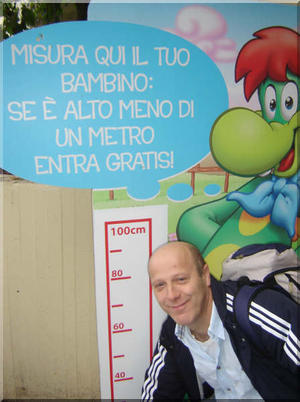 MISURA QUI IL TUO
BAMBINO:
SE È ALTO MENO DI
UN METRO
ENTRA GRATIS!
100cm
80
60
40